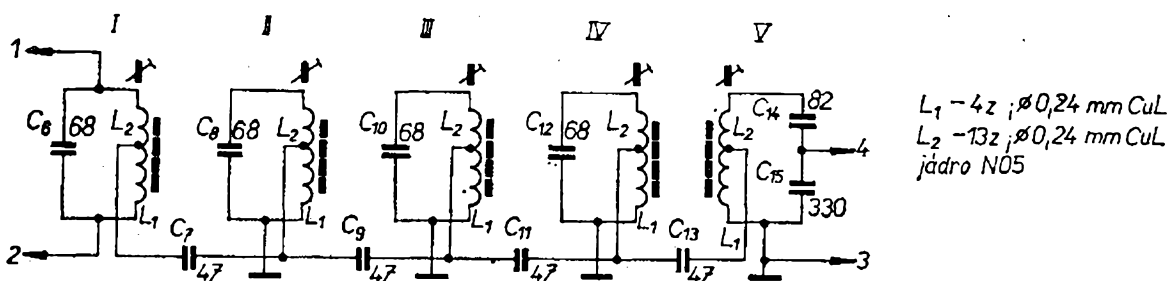 I II III IV V
1
C6 68 L2 L1
C8 68 L2 L1
C10 68 L2 L1
C12 68 L2 L1
C14 82 L2 L1
C15 330
4
2
C7 47
C9 47
C11 47
C13 47
3
L1 - 4z ; ø 0,24 mm CuL
L2 - 13z ; ø 0,24 mm CuL
jádro N05